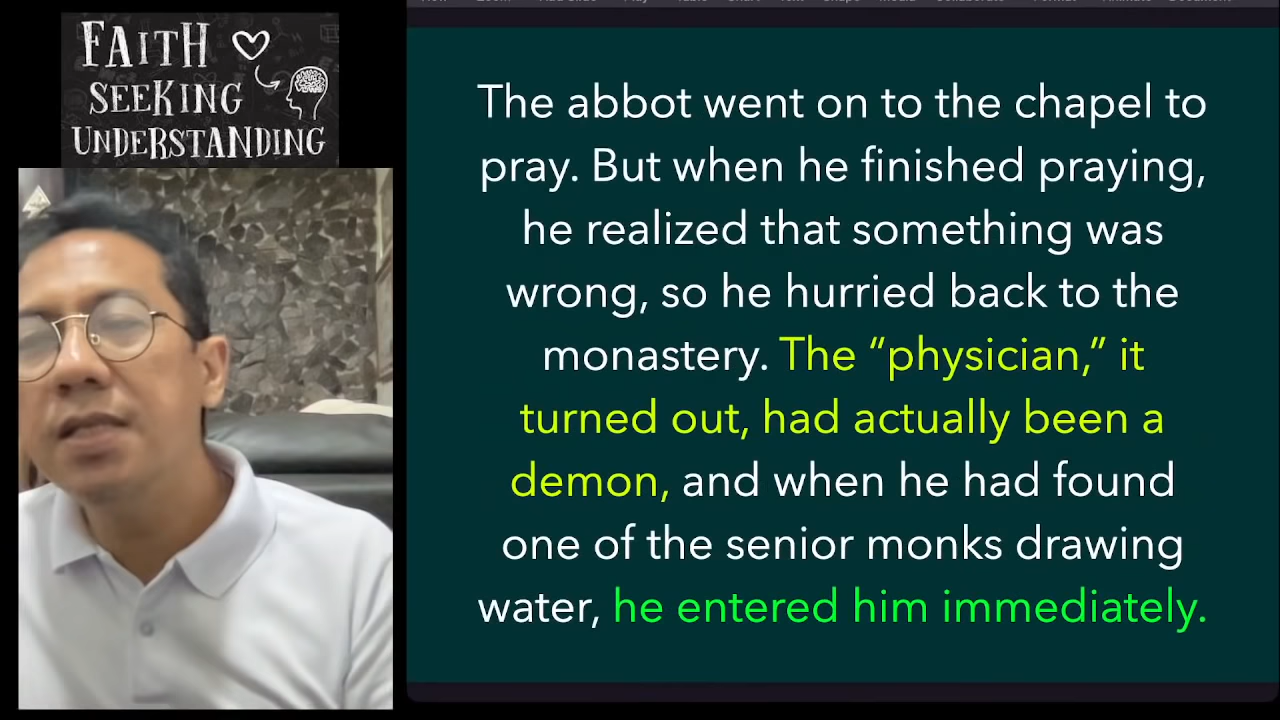 FAITH
SEEKING
UNDERSTANDING
The abbot went on to the chapel to
pray. But when he finished praying,
he realized that something was
wrong, so he hurried back to the
monastery. The “physician,” it
turned out, had actually been a
demon, and when he had found
one of the senior monks drawing
water, he entered him immediately.